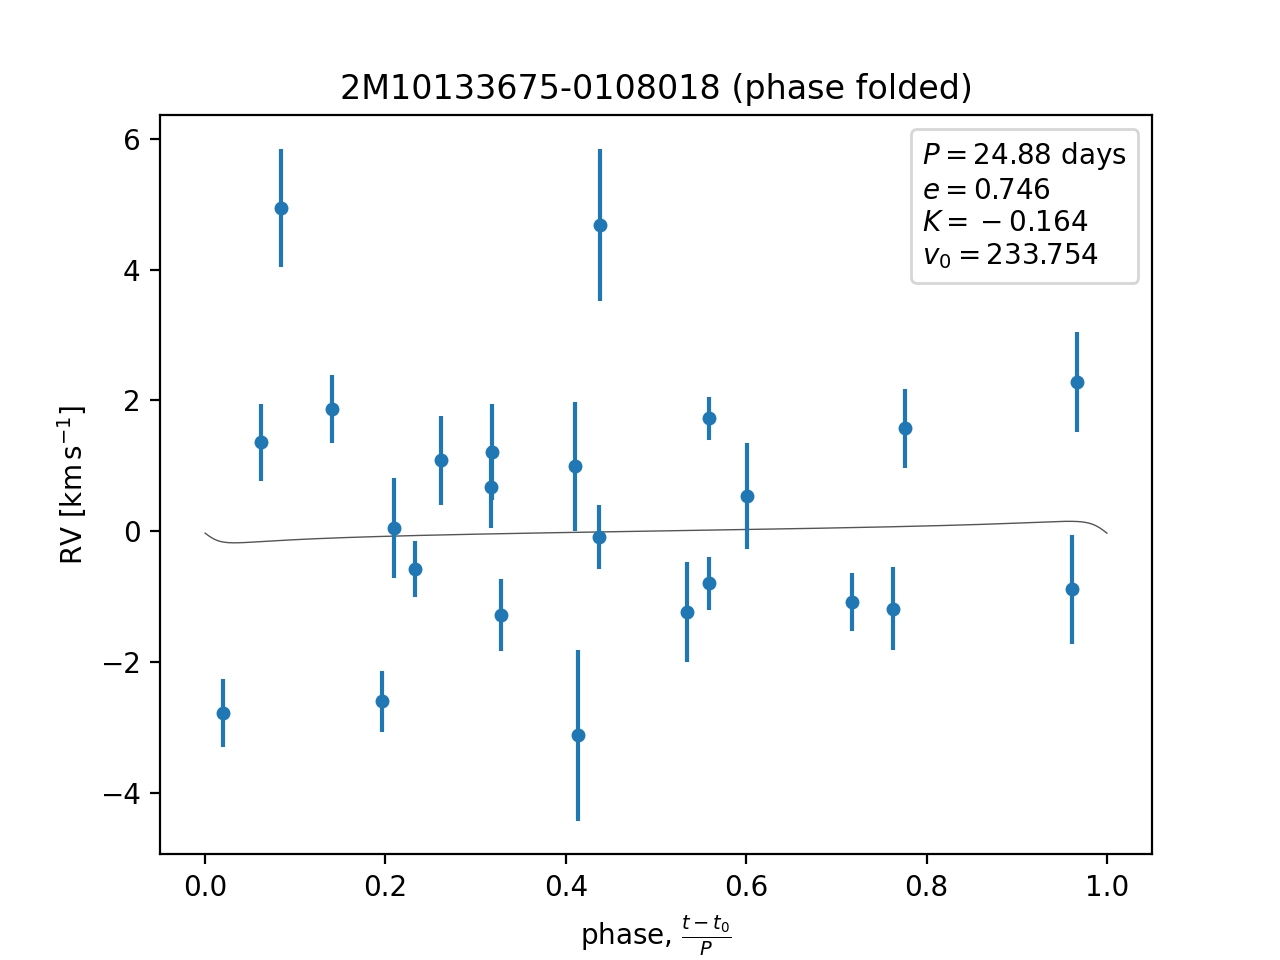 2M10133675-0108018 (phase folded)
P = 24.88 days
e = 0.746
K = −0.164
v₀ = 233.754
6
4
2
0
−2
−4
RV [km s⁻¹]
0.0 0.2 0.4 0.6 0.8 1.0
phase, (t − t₀)/P